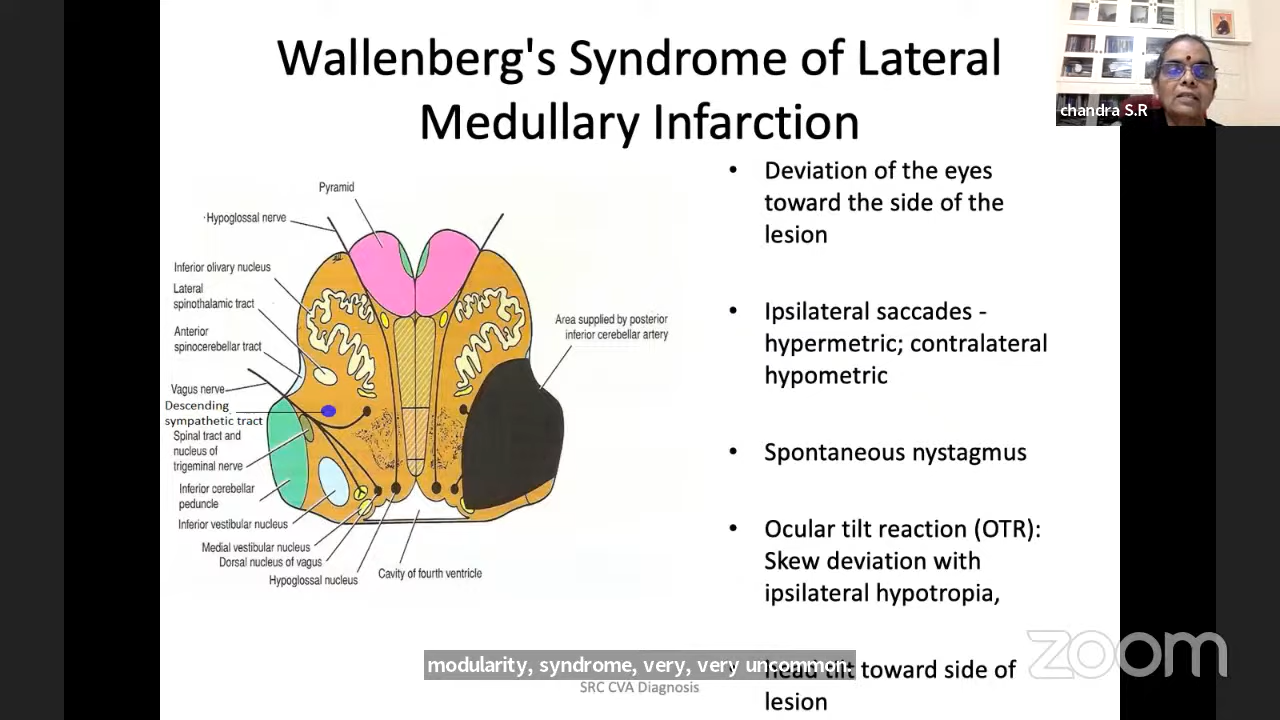 Wallenberg's Syndrome of Lateral
Medullary Infarction
chandra S.R
Pyramid
Hypoglossal nerve
Inferior olivary nucleus
Lateral
spinothalamic tract
Anterior
spinocerebellar tract
Vagus nerve
Descending
sympathetic tract
Spinal tract and
nucleus of
trigeminal nerve
Inferior cerebellar
peduncle
Inferior vestibular nucleus
Medial vestibular nucleus
Dorsal nucleus of vagus
Hypoglossal nucleus
Cavity of fourth ventricle
Area supplied by posterior
inferior cerebellar artery
• Deviation of the eyes
toward the side of the
lesion
• Ipsilateral saccades -
hypermetric; contralateral
hypometric
• Spontaneous nystagmus
• Ocular tilt reaction (OTR):
Skew deviation with
ipsilateral hypotropia,
head tilt toward side of
lesion
modularity, syndrome, very, very uncommon.
SRC CVA Diagnosis
zoom